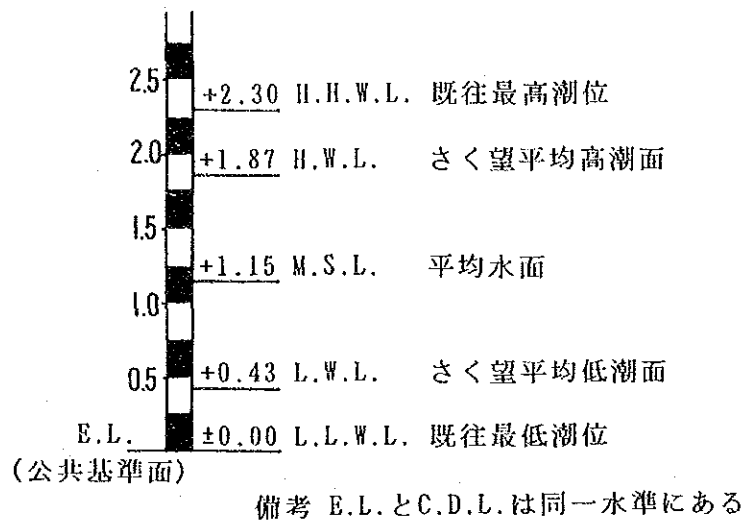 2.5
+2.30 H.H.W.L. 既往最高潮位
2.0
+1.87 H.W.L. さく望平均高潮面
1.5
+1.15 M.S.L. 平均水面
1.0
0.5
+0.43 L.W.L. さく望平均低潮面
E.L. ±0.00 L.L.W.L. 既往最低潮位
(公共基準面)
備考 E.L.とC.D.L.は同一水準にある